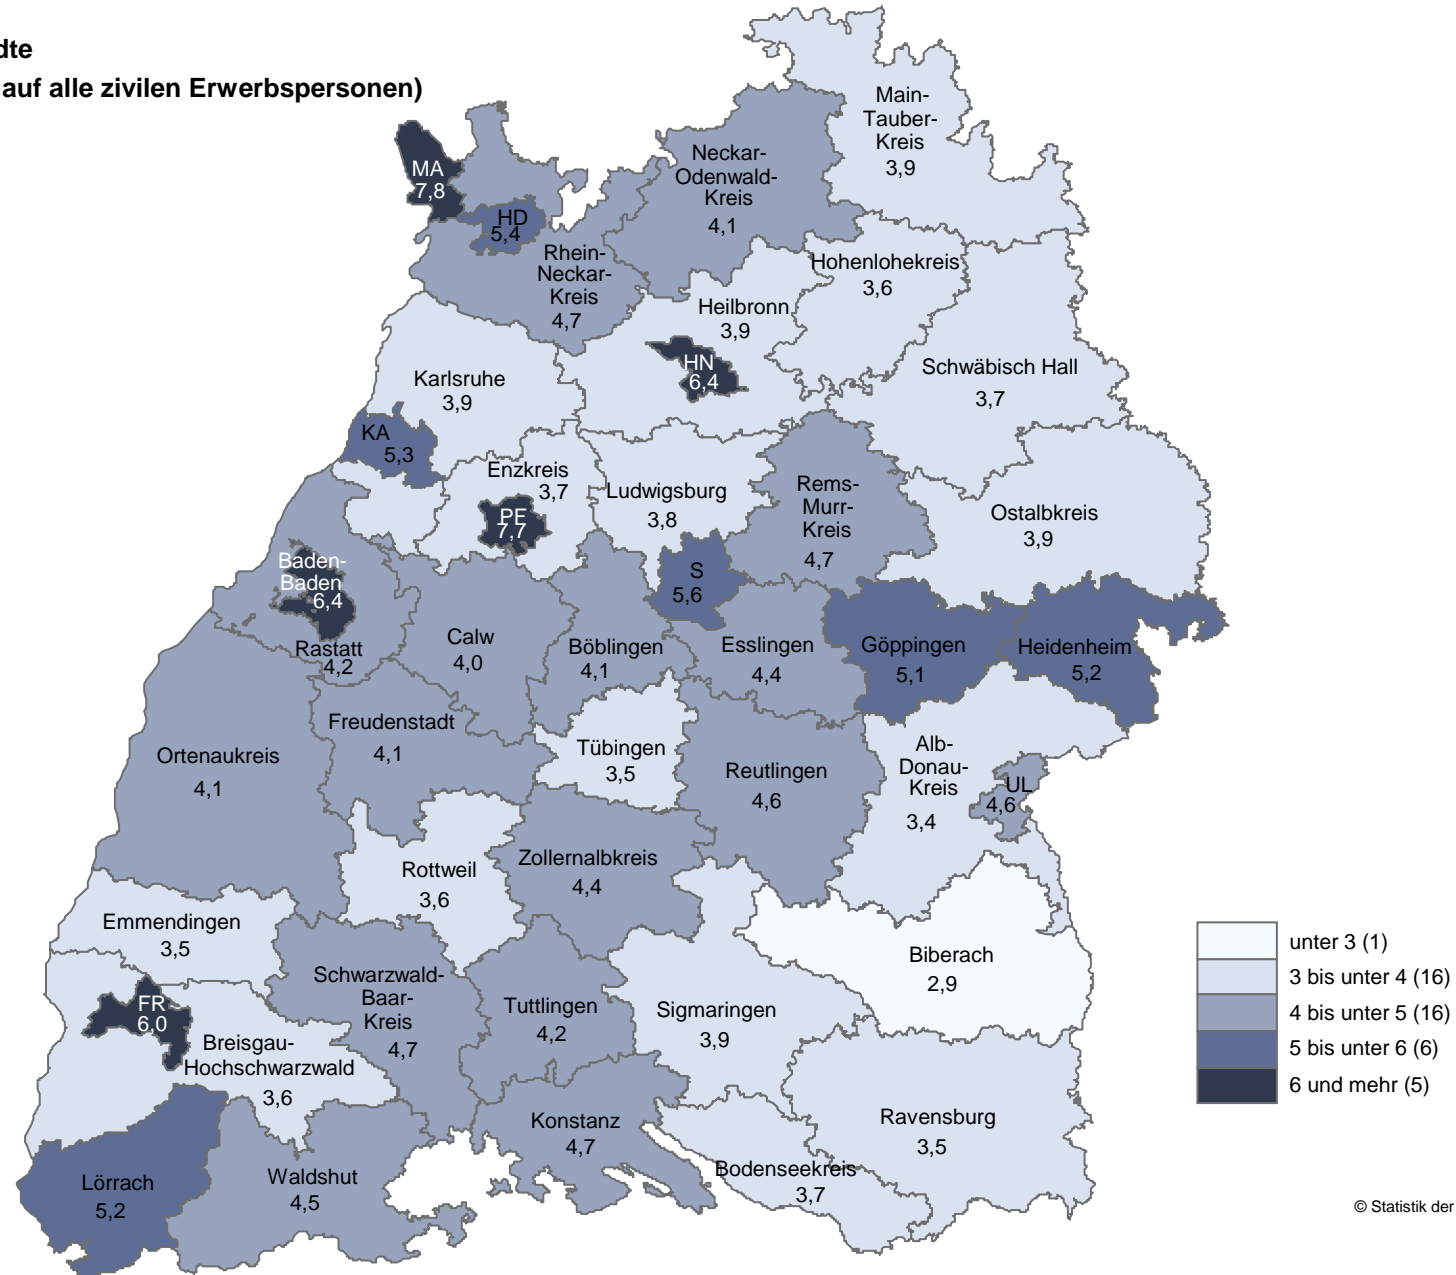 dte
auf alle zivilen Erwerbspersonen)
Main-
Tauber-
Kreis
3,9
Neckar-
Odenwald-
Kreis
4,1
MA
7,8
HD
5,4
Rhein-
Neckar-
Kreis
4,7
Hohenlohekreis
3,6
Heilbronn
3,9
HN
6,4
Schwäbisch Hall
3,7
Karlsruhe
3,9
KA
5,3
Enzkreis
3,7
PF
7,7
Ludwigsburg
3,8
Rems-
Murr-
Kreis
4,7
Ostalbkreis
3,9
Baden-
Baden
6,4
Rastatt
4,2
Calw
4,0
Böblingen
4,1
S
5,6
Esslingen
4,4
Göppingen
5,1
Heidenheim
5,2
Freudenstadt
4,1
Ortenaukreis
4,1
Tübingen
3,5
Reutlingen
4,6
Alb-
Donau-
Kreis
3,4
UL
4,6
Rottweil
3,6
Zollernalbkreis
4,4
Emmendingen
3,5
Schwarzwald-
Baar-
Kreis
4,7
Tuttlingen
4,2
Sigmaringen
3,9
Biberach
2,9
FR
6,0
Breisgau-
Hochschwarzwald
3,6
Konstanz
4,7
Ravensburg
3,5
Bodenseekreis
3,7
Lörrach
5,2
Waldshut
4,5
unter 3 (1)
3 bis unter 4 (16)
4 bis unter 5 (16)
5 bis unter 6 (6)
6 und mehr (5)
© Statistik der